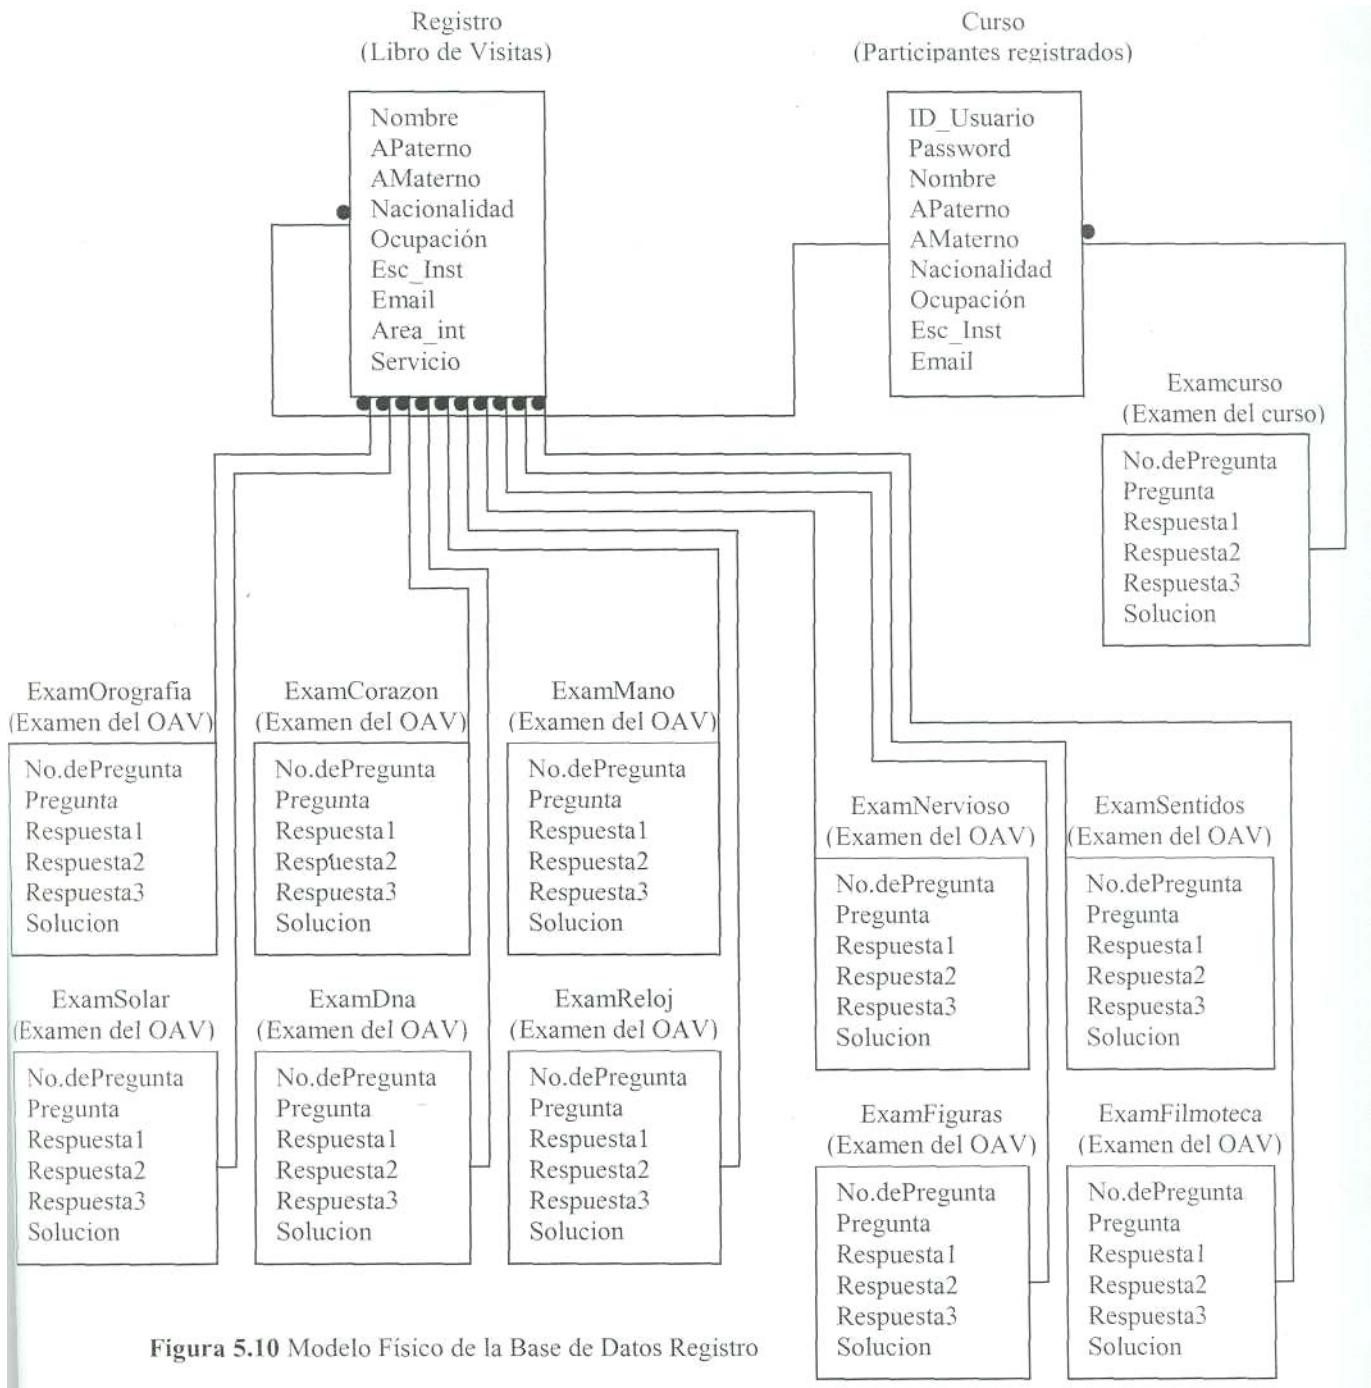 Registro
(Libro de Visitas)
Nombre
APaterno
AMaterno
Nacionalidad
Ocupación
Esc_Inst
Email
Area_int
Servicio
Curso
(Participantes registrados)
ID_Usuario
Password
Nombre
APaterno
AMaterno
Nacionalidad
Ocupación
Esc_Inst
Email
Examcurso
(Examen del curso)
No.dePregunta
Pregunta
Respuesta1
Respuesta2
Respuesta3
Solucion
ExamOrografia
(Examen del OAV)
No.dePregunta
Pregunta
Respuesta1
Respuesta2
Respuesta3
Solucion
ExamCorazon
(Examen del OAV)
No.dePregunta
Pregunta
Respuesta1
Respuesta2
Respuesta3
Solucion
ExamMano
(Examen del OAV)
No.dePregunta
Pregunta
Respuesta1
Respuesta2
Respuesta3
Solucion
ExamNervioso
(Examen del OAV)
No.dePregunta
Pregunta
Respuesta1
Respuesta2
Respuesta3
Solucion
ExamSentidos
(Examen del OAV)
No.dePregunta
Pregunta
Respuesta1
Respuesta2
Respuesta3
Solucion
ExamSolar
(Examen del OAV)
No.dePregunta
Pregunta
Respuesta1
Respuesta2
Respuesta3
Solucion
ExamDna
(Examen del OAV)
No.dePregunta
Pregunta
Respuesta1
Respuesta2
Respuesta3
Solucion
ExamReloj
(Examen del OAV)
No.dePregunta
Pregunta
Respuesta1
Respuesta2
Respuesta3
Solucion
ExamFiguras
(Examen del OAV)
No.dePregunta
Pregunta
Respuesta1
Respuesta2
Respuesta3
Solucion
ExamFilmoteca
(Examen del OAV)
No.dePregunta
Pregunta
Respuesta1
Respuesta2
Respuesta3
Solucion
Figura 5.10 Modelo Físico de la Base de Datos Registro